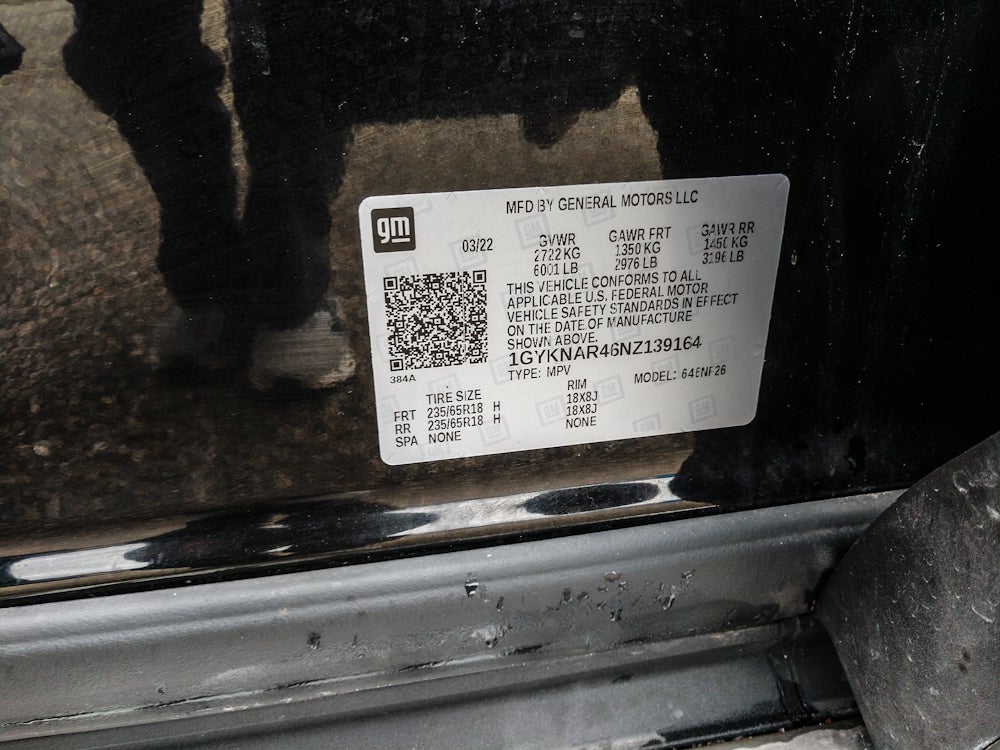 MFD BY GENERAL MOTORS LLC
gm
03/22
GVWR GAWR FRT GAWR RR
2722 KG 1350 KG 1450 KG
6001 LB 2976 LB 3196 LB
THIS VEHICLE CONFORMS TO ALL
APPLICABLE U.S. FEDERAL MOTOR
VEHICLE SAFETY STANDARDS IN EFFECT
ON THE DATE OF MANUFACTURE
SHOWN ABOVE.
1GYKNAR46NZ139164
384A
TYPE: MPV MODEL: 6NF26
TIRE SIZE RIM
FRT 235/65R18 H 18X8J
RR 235/65R18 H 18X8J
SPA NONE NONE